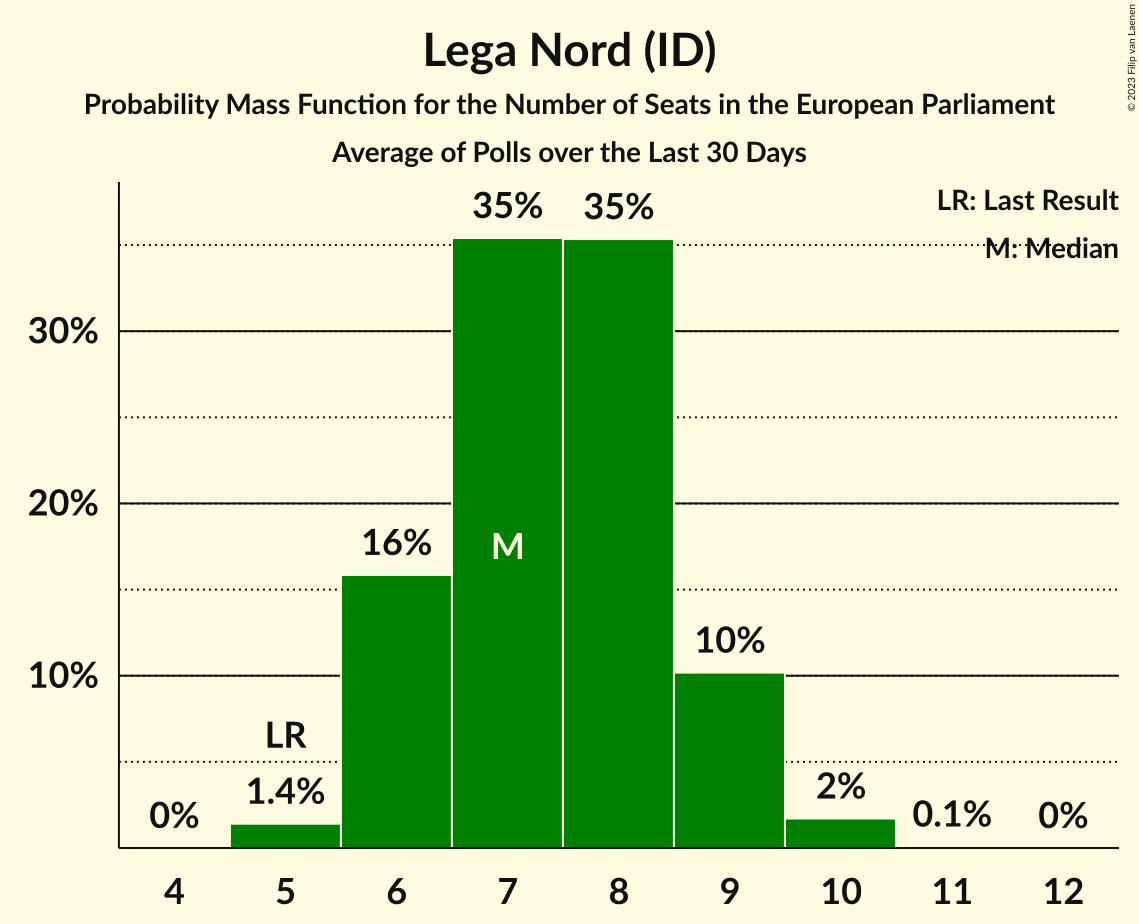 Lega Nord (ID)
Probability Mass Function for the Number of Seats in the European Parliament
Average of Polls over the Last 30 Days
© 2023 Filip van Laenen
LR: Last Result
M: Median
35%
35%
30%
20%
16%
M
10%
10%
LR
1.4%
0%
2%
0.1%
0%
4 5 6 7 8 9 10 11 12